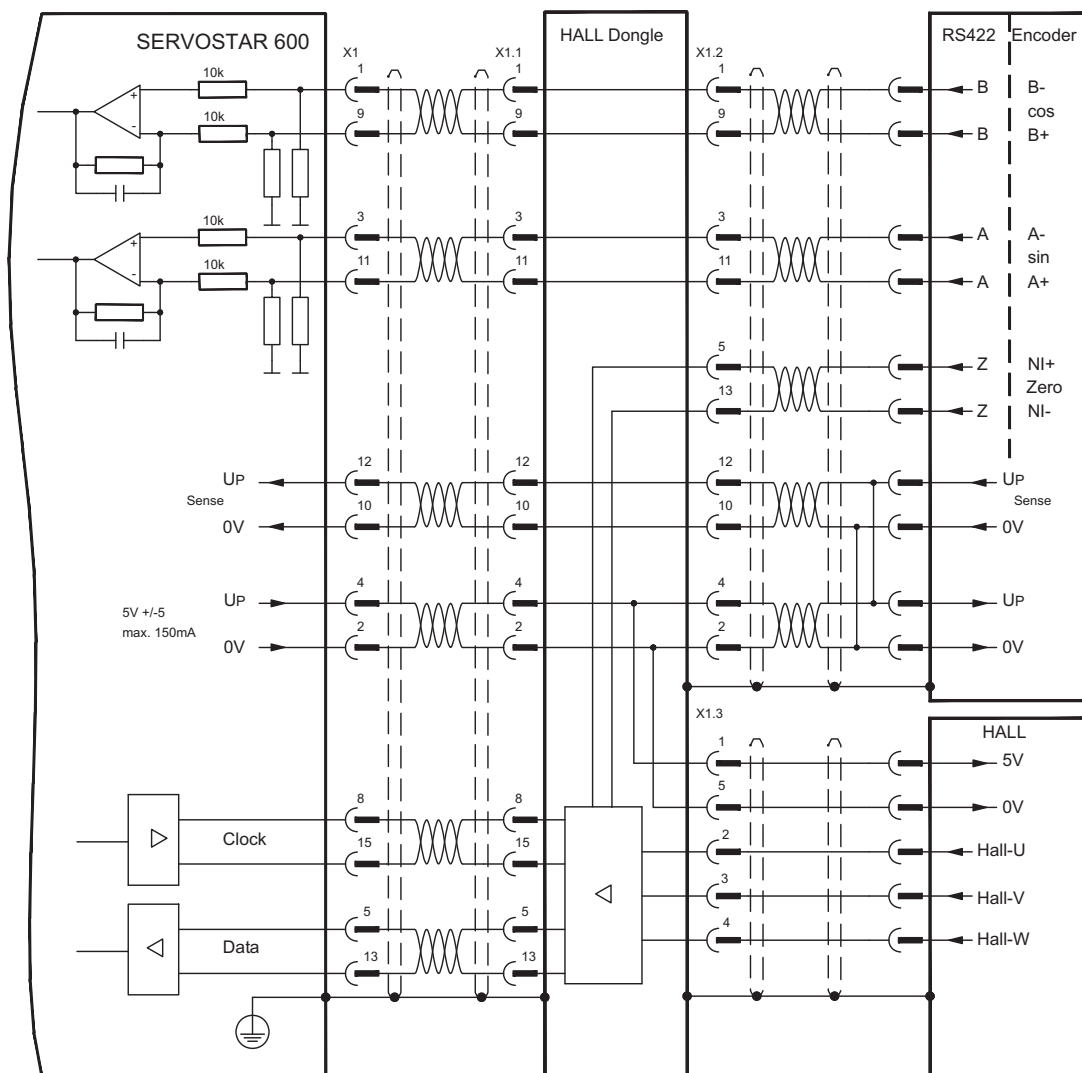 SERVOSTAR 600
HALL Dongle
RS422 Encoder
X1 X1.1 X1.2
10k 1 1 1 B B-
cos
10k 9 9 9 B B+
10k 3 3 3 A A-
sin
10k 11 11 11 A A+
5 Z NI+
Zero
13 Z NI-
UP 12 12 12 UP
Sense Sense
0V 10 10 10 0V
5V +/-5
max. 150mA
UP 4 4 4 UP
0V 2 2 2 0V
X1.3
HALL
1 5V
5 0V
Clock 8 8
15 15
2 Hall-U
3 Hall-V
4 Hall-W
Data 5 5
13 13